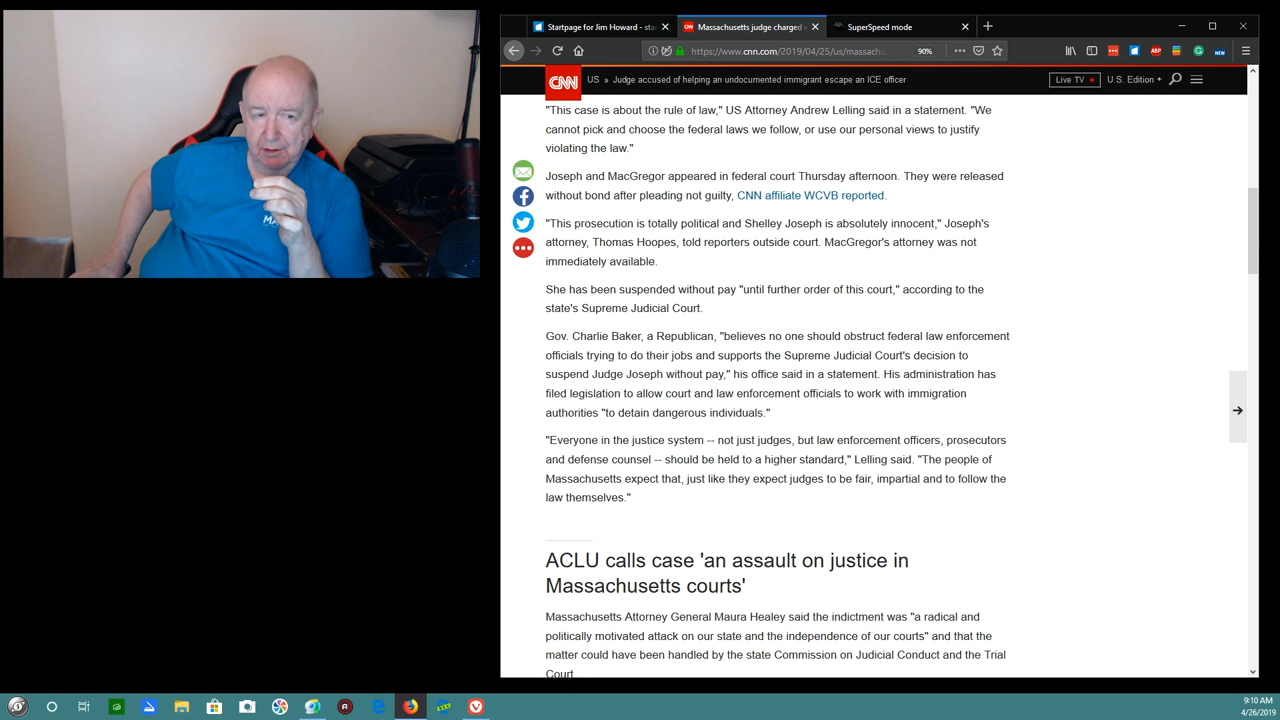 Startpage for Jim Howard - sta
Massachusetts judge charged
SuperSpeed mode
https://www.cnn.com/2019/04/25/us/massachu
90%
ABP
NEW
CNN
US » Judge accused of helping an undocumented immigrant escape an ICE officer
Live TV
U.S. Edition +
"This case is about the rule of law," US Attorney Andrew Lelling said in a statement. "We
cannot pick and choose the federal laws we follow, or use our personal views to justify
violating the law."
Joseph and MacGregor appeared in federal court Thursday afternoon. They were released
without bond after pleading not guilty, CNN affiliate WCVB reported.
"This prosecution is totally political and Shelley Joseph is absolutely innocent," Joseph's
attorney, Thomas Hoopes, told reporters outside court. MacGregor's attorney was not
immediately available.
She has been suspended without pay "until further order of this court," according to the
state's Supreme Judicial Court.
Gov. Charlie Baker, a Republican, "believes no one should obstruct federal law enforcement
officials trying to do their jobs and supports the Supreme Judicial Court's decision to
suspend Judge Joseph without pay," his office said in a statement. His administration has
filed legislation to allow court and law enforcement officials to work with immigration
authorities "to detain dangerous individuals."
"Everyone in the justice system -- not just judges, but law enforcement officers, prosecutors
and defense counsel -- should be held to a higher standard," Lelling said. "The people of
Massachusetts expect that, just like they expect judges to be fair, impartial and to follow the
law themselves."
ACLU calls case 'an assault on justice in
Massachusetts courts'
Massachusetts Attorney General Maura Healey said the indictment was "a radical and
politically motivated attack on our state and the independence of our courts" and that the
matter could have been handled by the state Commission on Judicial Conduct and the Trial
Court
9:10 AM
4/26/2019